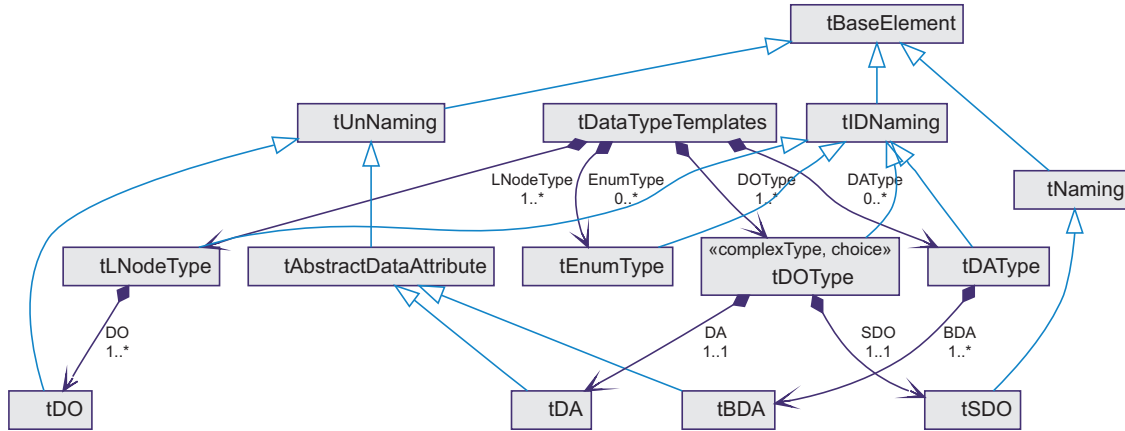 tBaseElement
tUnNaming
tDataTypeTemplates
tIDNaming
LNodeType
1..*
EnumType
0..*
DOType
1..*
DAType
0..*
tNaming
tLNodeType
tAbstractDataAttribute
tEnumType
«complexType, choice»
tDOType
tDAType
DO
1..*
DA
1..1
SDO
1..1
BDA
1..*
tDO
tDA
tBDA
tSDO